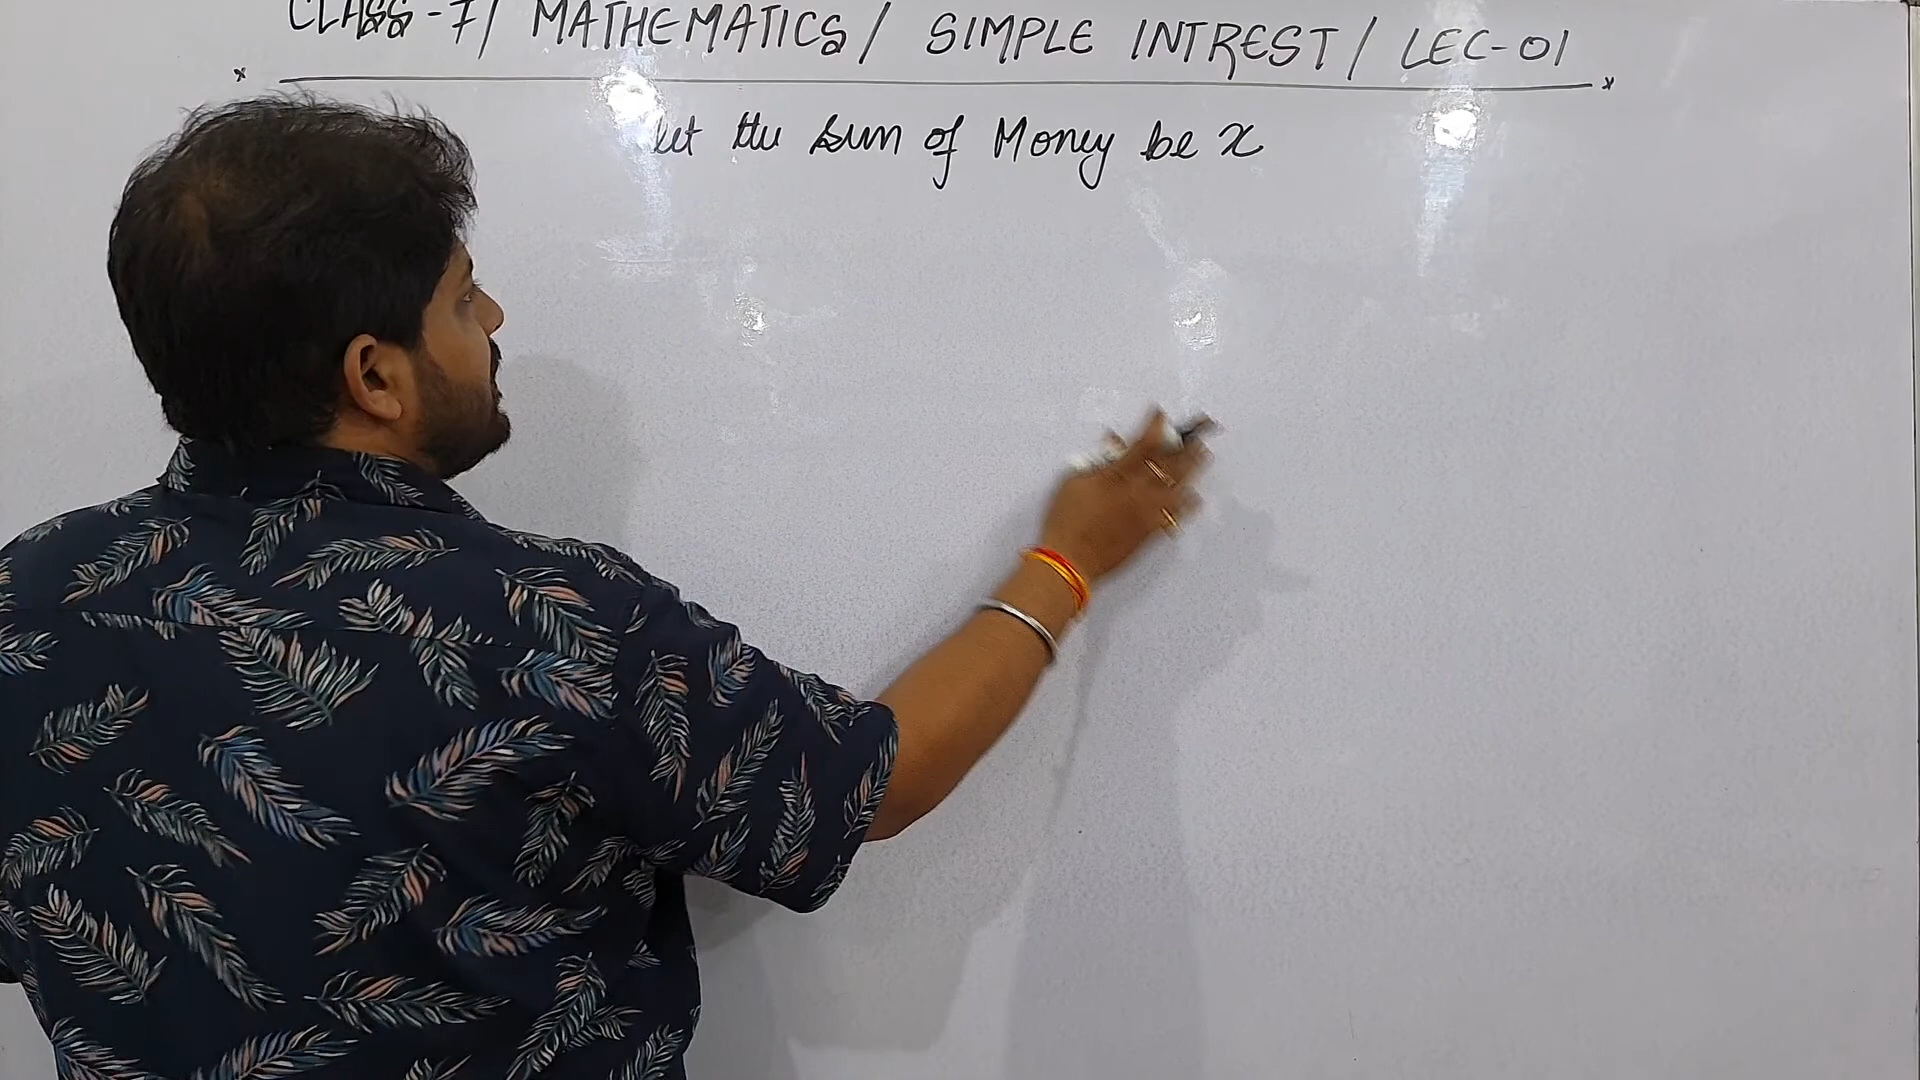 CLASS-7/ MATHEMATICS/ SIMPLE INTREST/ LEC-01
let the sum of Money be x